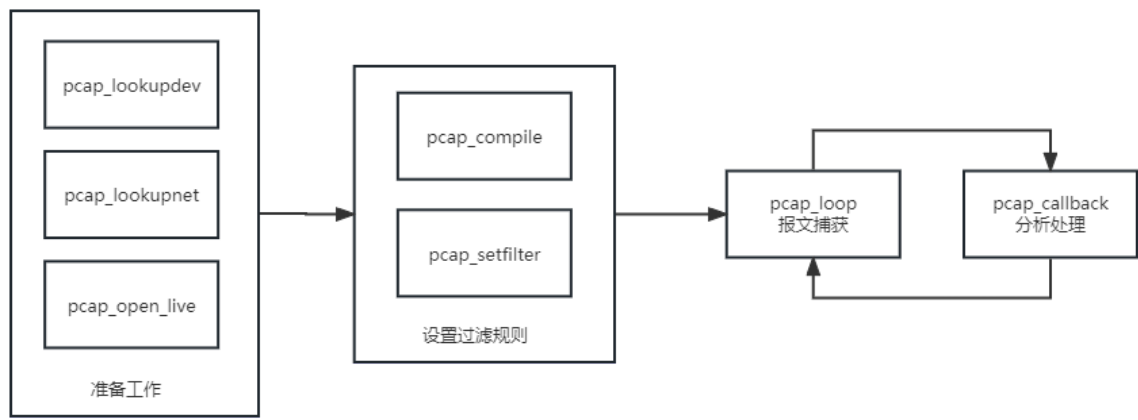 pcap_lookupdev
pcap_lookupnet
pcap_open_live
准备工作
pcap_compile
pcap_setfilter
设置过滤规则
pcap_loop
报文捕获
pcap_callback
分析处理